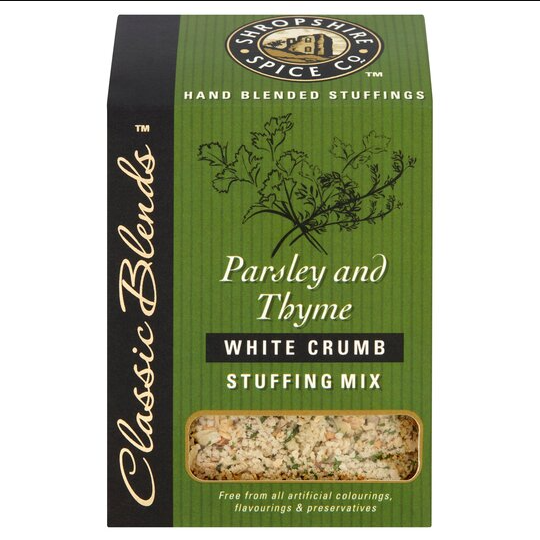 SHROPSHIRE
SPICE Co.
™
HAND BLENDED STUFFINGS
Classic Blends ™
Parsley and
Thyme
WHITE CRUMB
STUFFING MIX
Free from all artificial colourings,
flavourings & preservatives